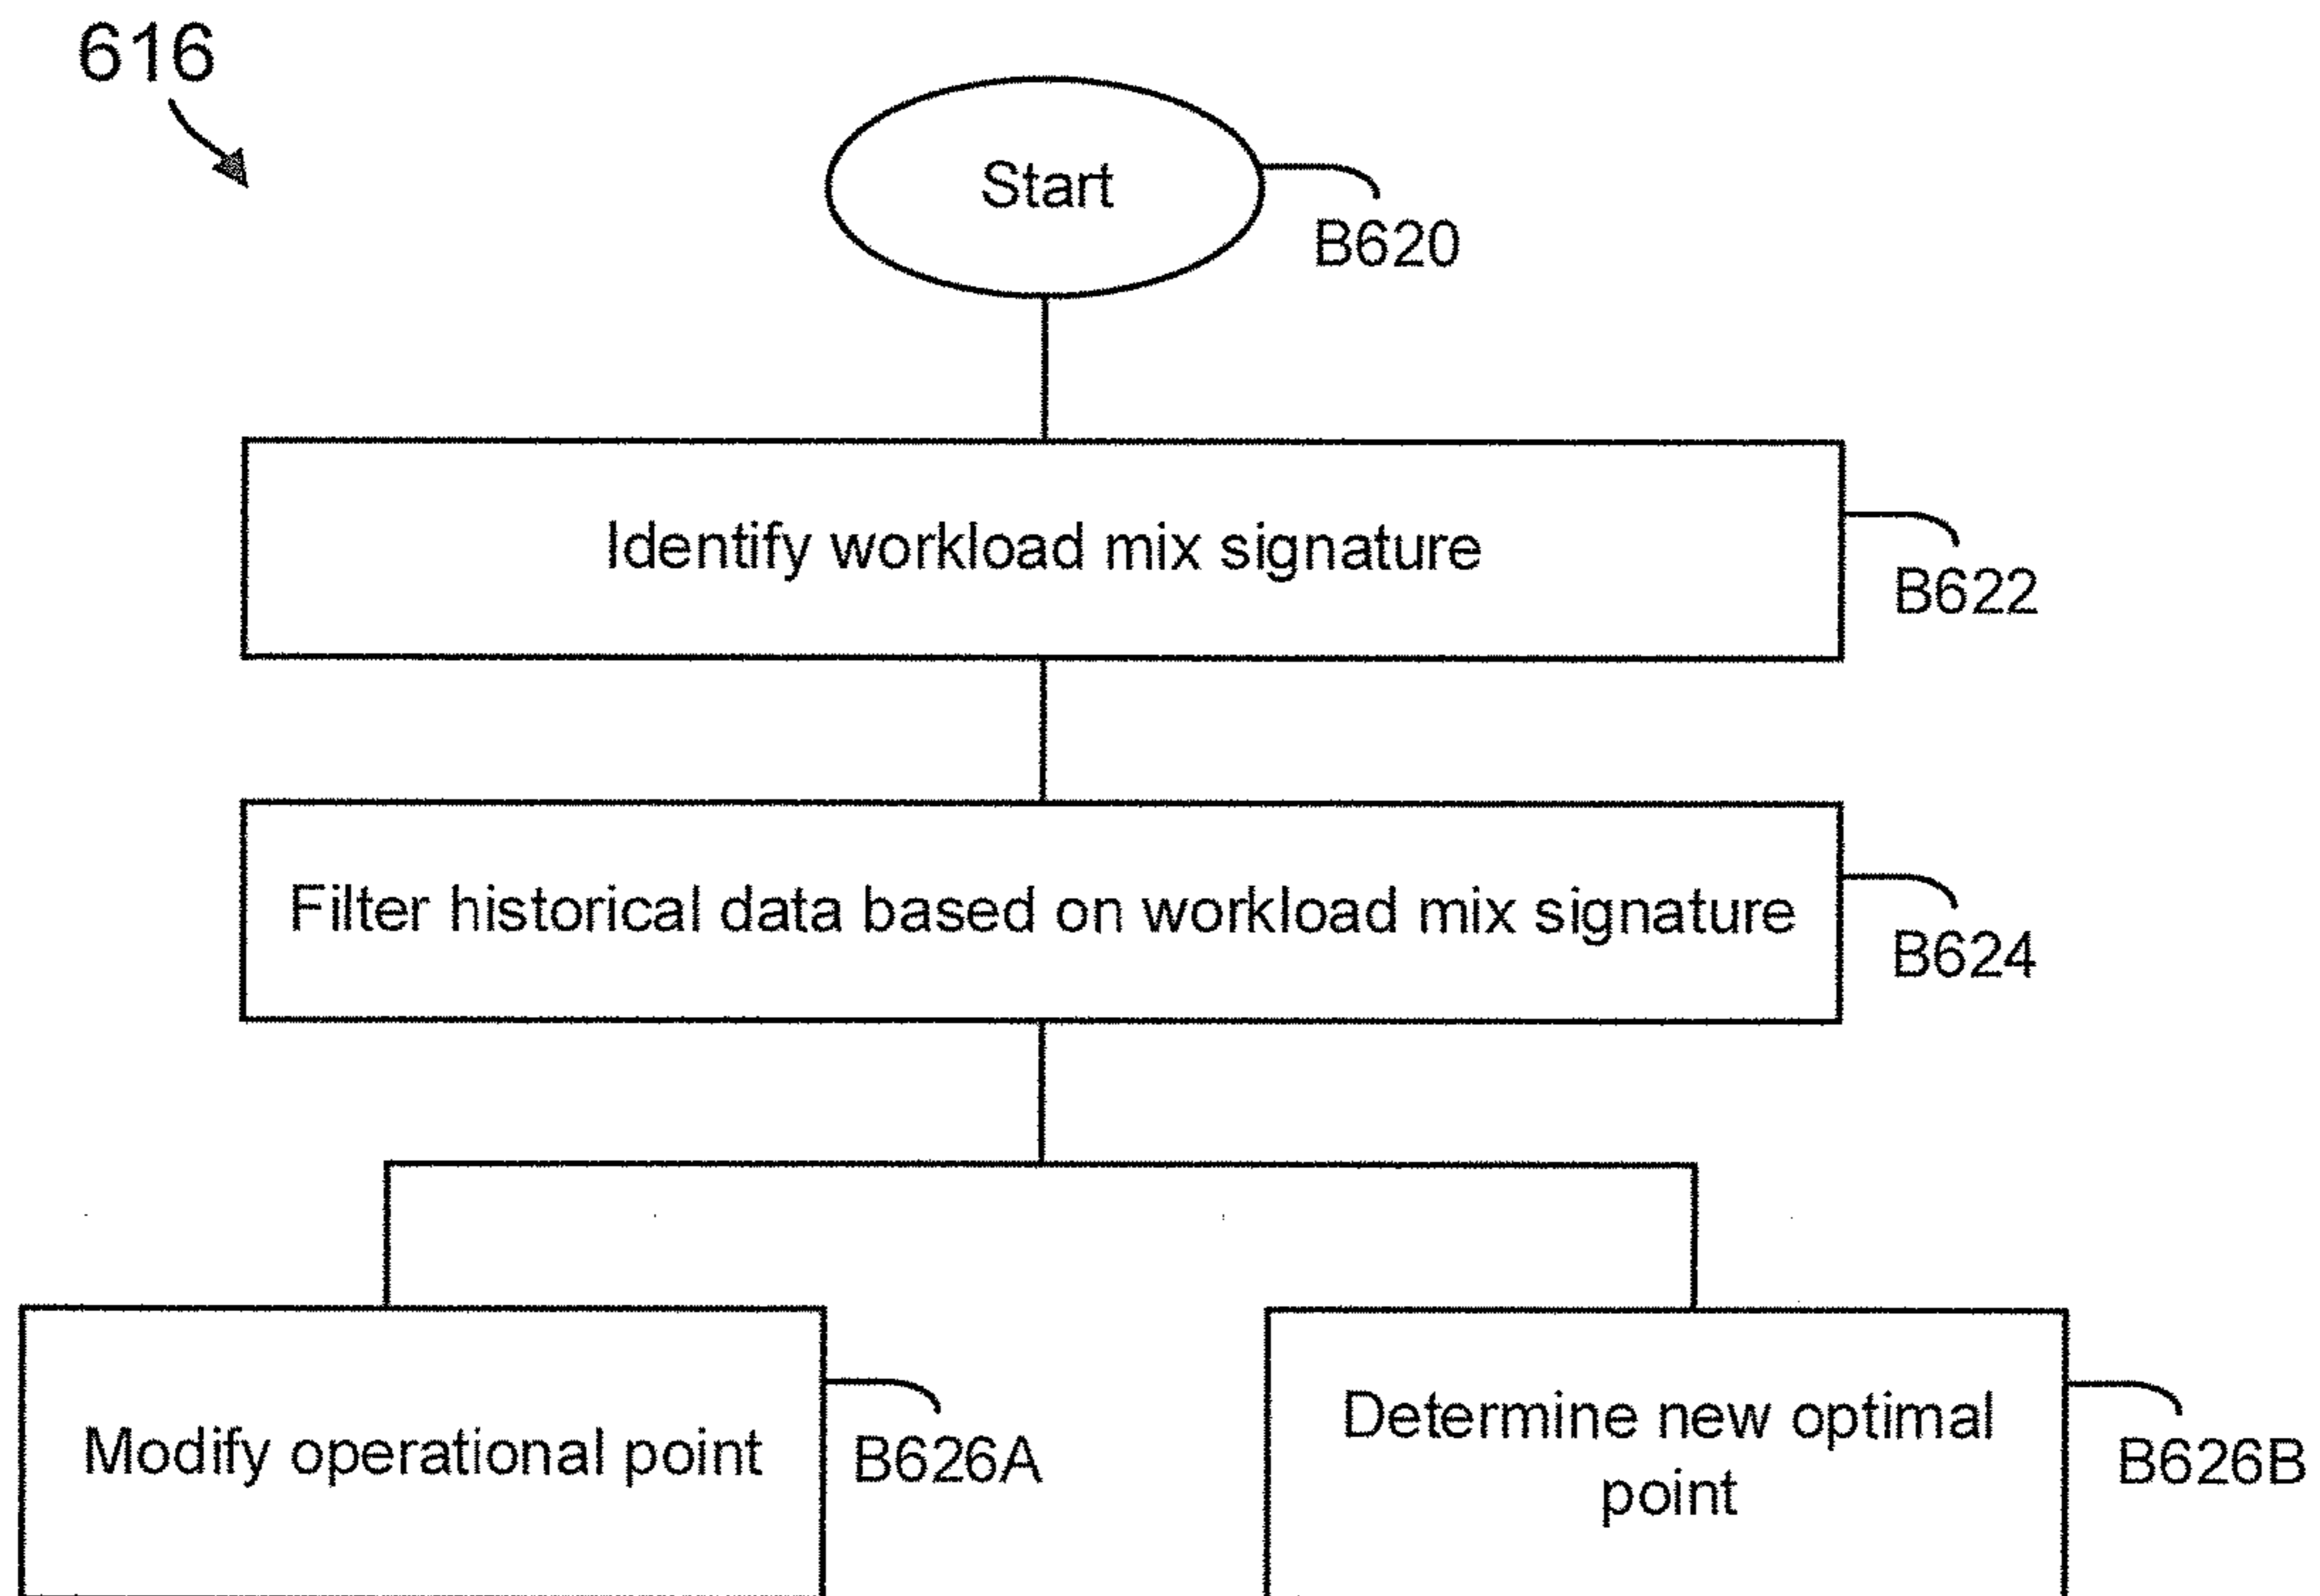 616
Start
B620
Identify workload mix signature
B622
Filter historical data based on workload mix signature
B624
Modify operational point
B626A
Determine new optimal
point
B626B